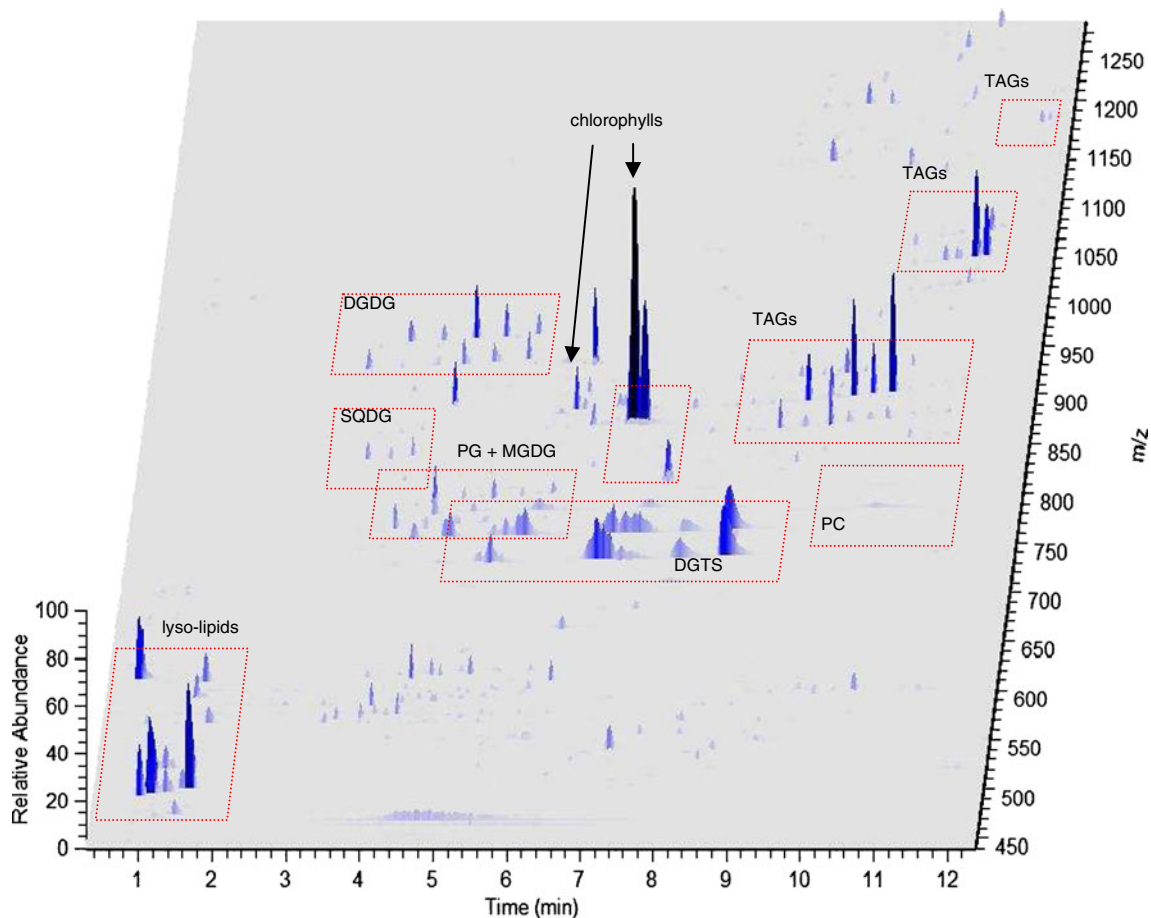 1250
TAGs
1200
1150
chlorophylls
TAGs
1100
1050
1000
DGDG
TAGs
950
900
SQDG
850
m/z
PG + MGDG
800
PC
750
DGTS
700
100
lyso-lipids
650
80
600
60
550
40
500
20
450
0
Relative Abundance
1 2 3 4 5 6 7 8 9 10 11 12
Time (min)